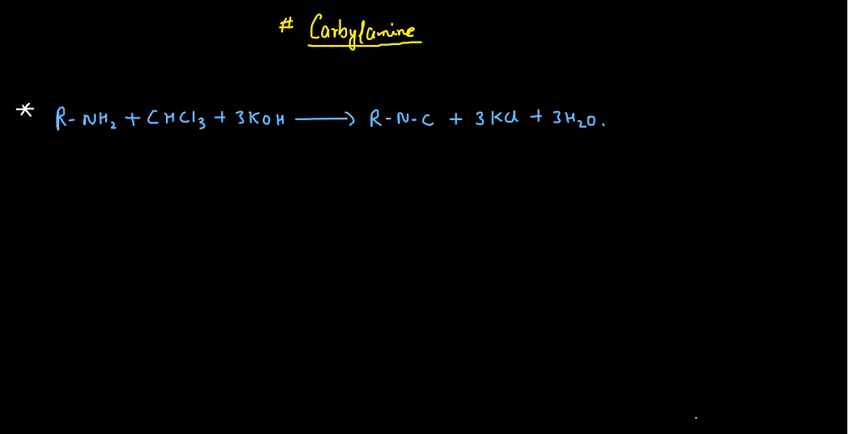 # Carbylamine
* R-NH₂ + CHCl₃ + 3KOH ⟶ R-N-C + 3KCl + 3H₂O.